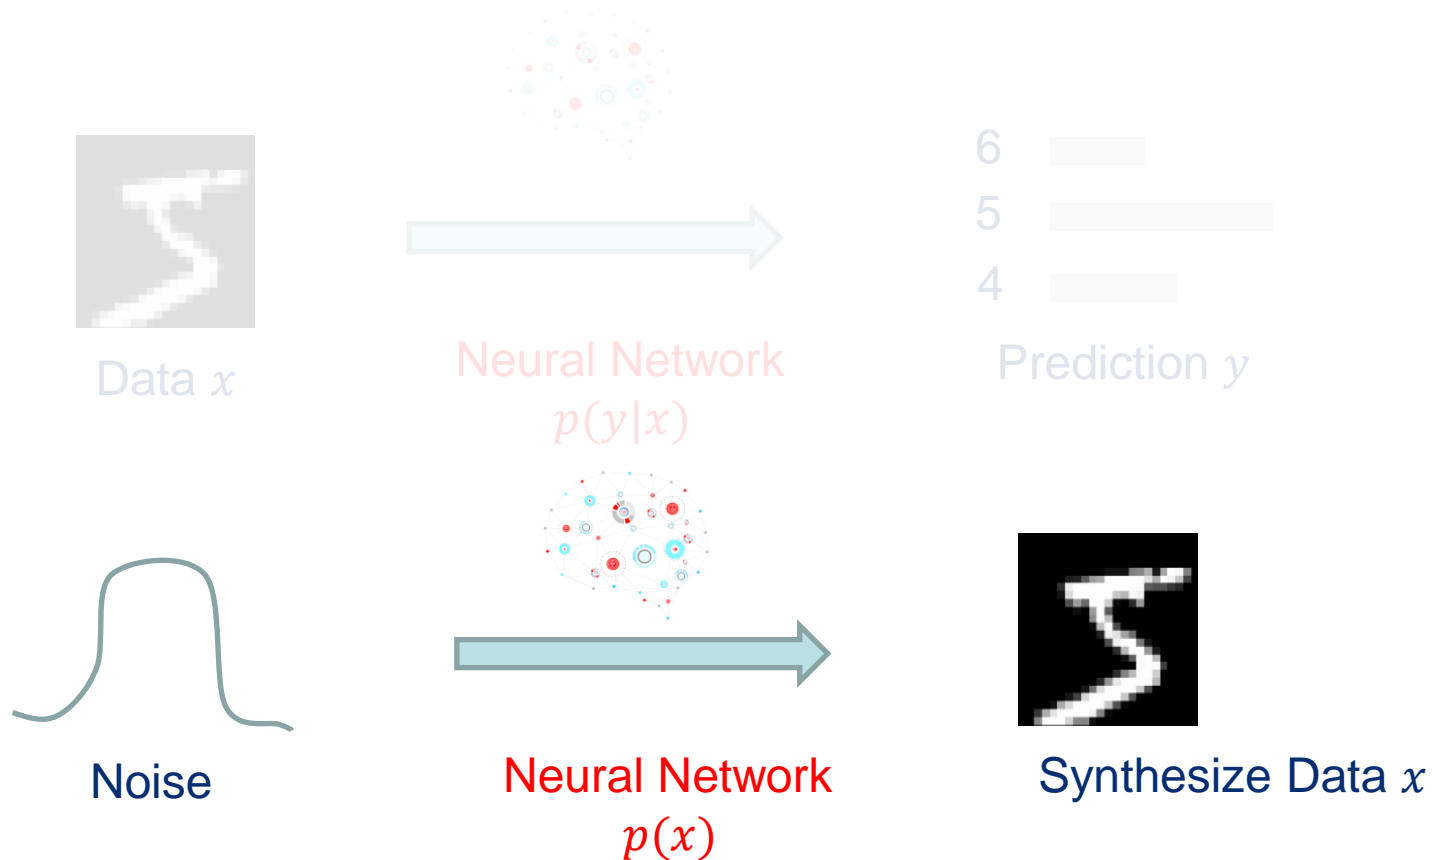 6
5
4
Data x
Neural Network
p(y|x)
Prediction y
Noise
Neural Network
p(x)
Synthesize Data x